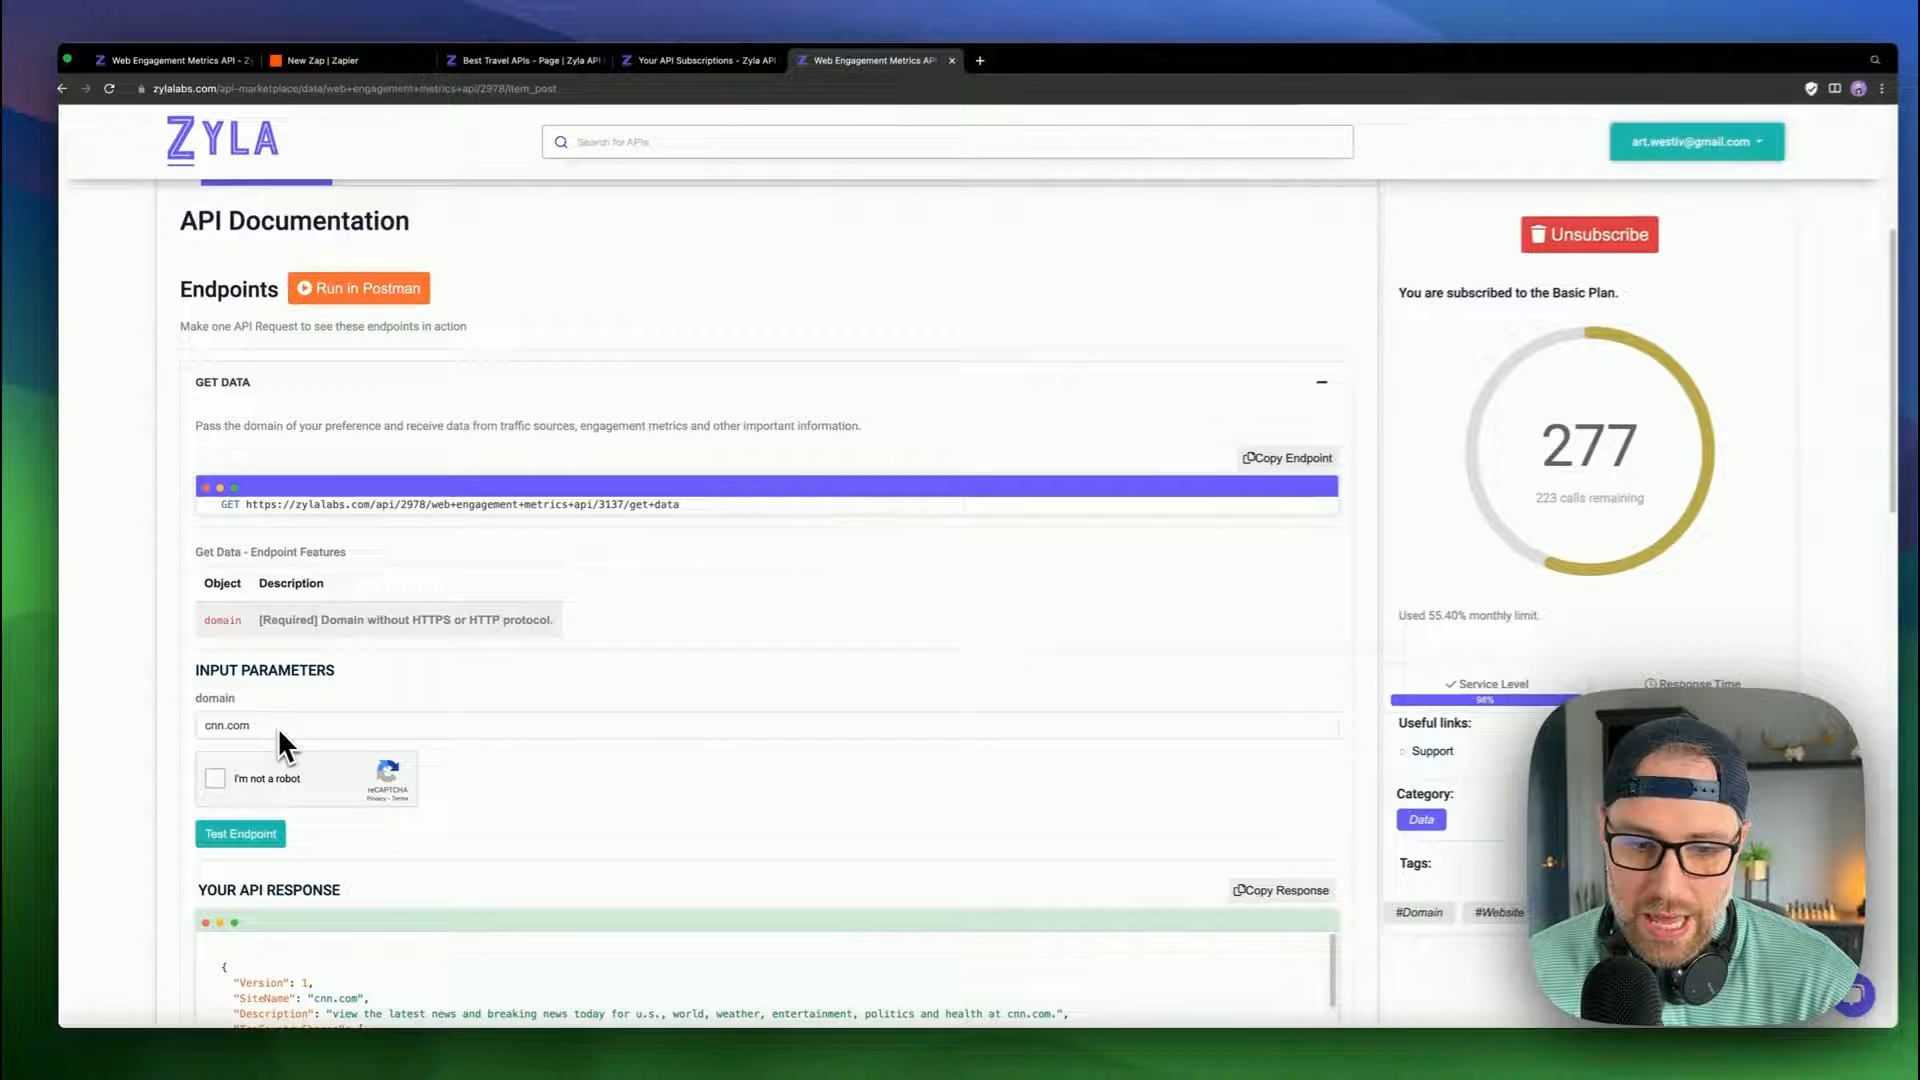 Web Engagement Metrics API - Z
New Zap | Zapier
Best Travel APIs - Page | Zyla API
Your API Subscriptions - Zyla API
Web Engagement Metrics API
zylalabs.com/api-marketplace/data/web+engagement+metrics+api/2978/item_post
ZYLA
Search for APIs
art.westiv@gmail.com
API Documentation
Endpoints
Run in Postman
Make one API Request to see these endpoints in action
GET DATA
Pass the domain of your preference and receive data from traffic sources, engagement metrics and other important information.
Copy Endpoint
GET https://zylalabs.com/api/2978/web+engagement+metrics+api/3137/get+data
Get Data - Endpoint Features
Object Description
domain [Required] Domain without HTTPS or HTTP protocol.
INPUT PARAMETERS
domain
cnn.com
I'm not a robot
reCAPTCHA
Privacy - Terms
Test Endpoint
YOUR API RESPONSE
Copy Response
{
"Version": 1,
"SiteName": "cnn.com",
"Description": "view the latest news and breaking news today for u.s., world, weather, entertainment, politics and health at cnn.com.",
Unsubscribe
You are subscribed to the Basic Plan.
277
223 calls remaining
Used 55.40% monthly limit.
Service Level
Response Time
98%
Useful links:
Support
Category:
Data
Tags:
#Domain
#Website